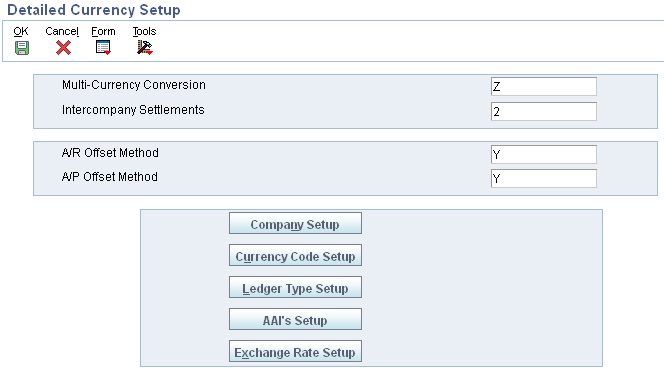 Detailed Currency Setup
OK Cancel Form Tools
Multi-Currency Conversion Z
Intercompany Settlements 2
A/R Offset Method Y
A/P Offset Method Y
Company Setup
Currency Code Setup
Ledger Type Setup
AAI's Setup
Exchange Rate Setup